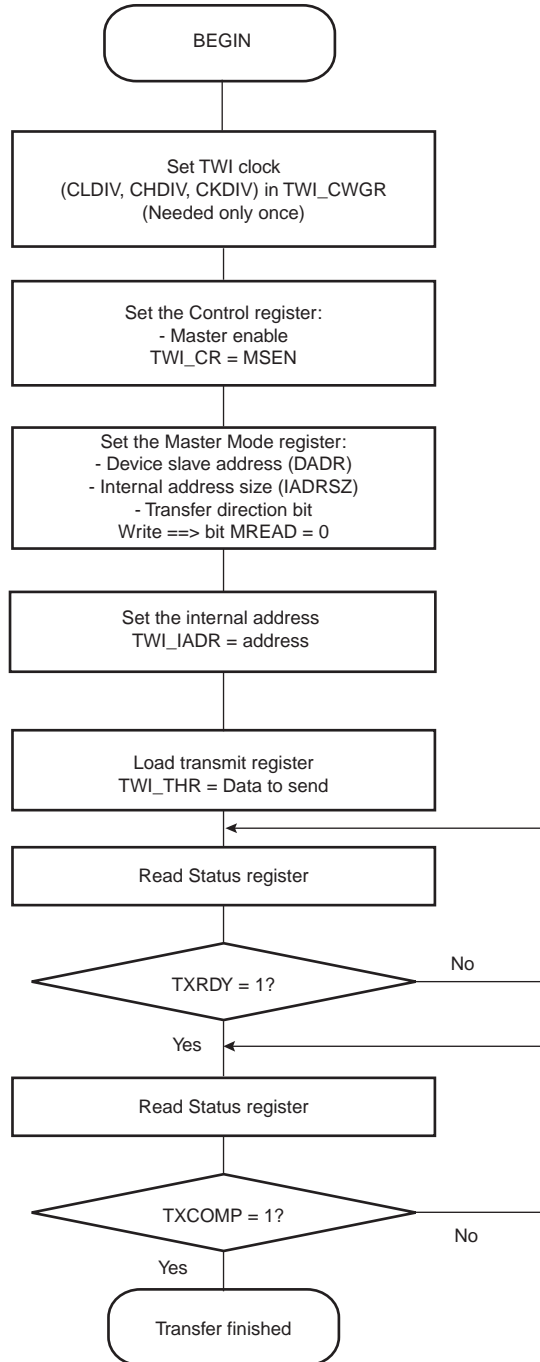 BEGIN
Set TWI clock
(CLDIV, CHDIV, CKDIV) in TWI_CWGR
(Needed only once)
Set the Control register:
- Master enable
TWI_CR = MSEN
Set the Master Mode register:
- Device slave address (DADR)
- Internal address size (IADRSZ)
- Transfer direction bit
Write ==> bit MREAD = 0
Set the internal address
TWI_IADR = address
Load transmit register
TWI_THR = Data to send
Read Status register
TXRDY = 1?
No
Yes
Read Status register
TXCOMP = 1?
No
Yes
Transfer finished